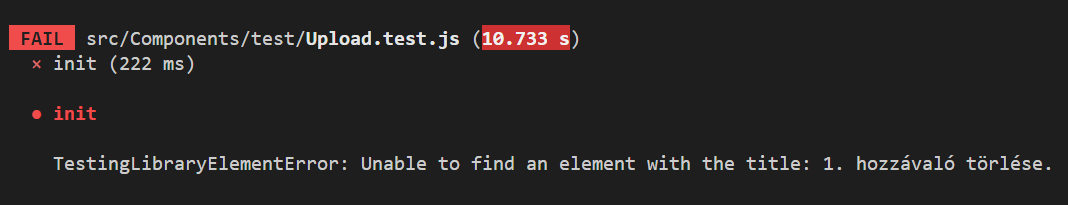 FAIL src/Components/test/Upload.test.js (10.733 s)
× init (222 ms)
● init
TestingLibraryElementError: Unable to find an element with the title: 1. hozzávaló törlése.